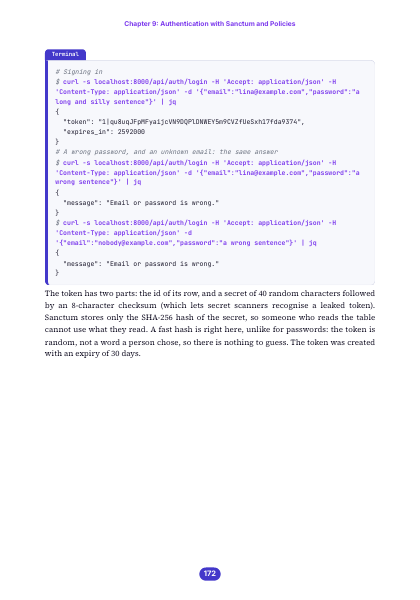 Chapter 9: Authentication with Sanctum and Policies
Terminal
# Signing in
$ curl -s localhost:8000/api/auth/login -H 'Accept: application/json' -H
'Content-Type: application/json' -d '{"email":"lina@example.com","password":"a
long and silly sentence"}' | jq
{
"token": "1|qu8uqJFpMFyaijcVN9DQPlDNWEY5m9CVZfUeSxh17fda9374",
"expires_in": 2592000
}
# A wrong password, and an unknown email: the same answer
$ curl -s localhost:8000/api/auth/login -H 'Accept: application/json' -H
'Content-Type: application/json' -d '{"email":"lina@example.com","password":"a
wrong sentence"}' | jq
{
"message": "Email or password is wrong."
}
$ curl -s localhost:8000/api/auth/login -H 'Accept: application/json' -H
'Content-Type: application/json' -d
'{"email":"nobody@example.com","password":"a wrong sentence"}' | jq
{
"message": "Email or password is wrong."
}
The token has two parts: the id of its row, and a secret of 40 random characters followed
by an 8-character checksum (which lets secret scanners recognise a leaked token).
Sanctum stores only the SHA-256 hash of the secret, so someone who reads the table
cannot use what they read. A fast hash is right here, unlike for passwords: the token is
random, not a word a person chose, so there is nothing to guess. The token was created
with an expiry of 30 days.
172